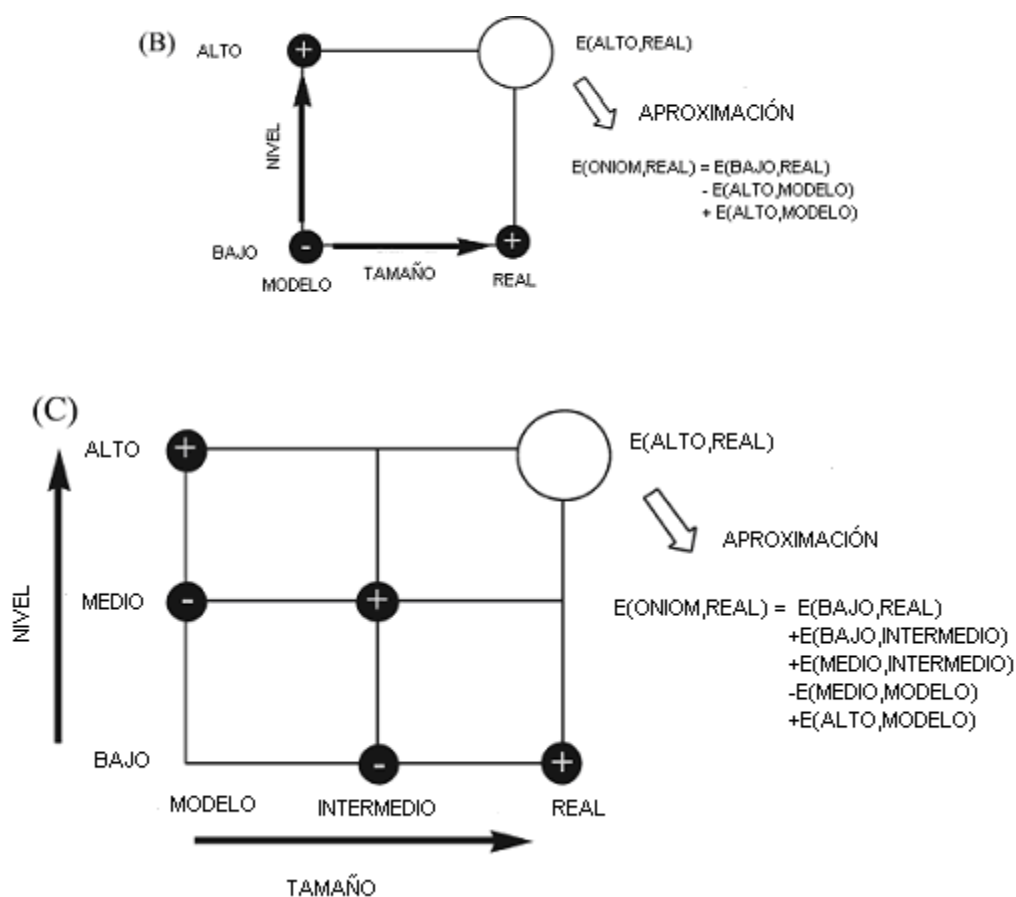 (B)
ALTO
+
E(ALTO,REAL)
APROXIMACIÓN
NIVEL
E(ONIOM,REAL) = E(BAJO,REAL)
- E(ALTO,MODELO)
+ E(ALTO,MODELO)
BAJO
-
+
MODELO
TAMAÑO
REAL
(C)
ALTO
+
E(ALTO,REAL)
APROXIMACIÓN
NIVEL
MEDIO
-
+
E(ONIOM,REAL) = E(BAJO,REAL)
+E(BAJO,INTERMEDIO)
+E(MEDIO,INTERMEDIO)
-E(MEDIO,MODELO)
+E(ALTO,MODELO)
BAJO
-
+
MODELO
INTERMEDIO
REAL
TAMAÑO